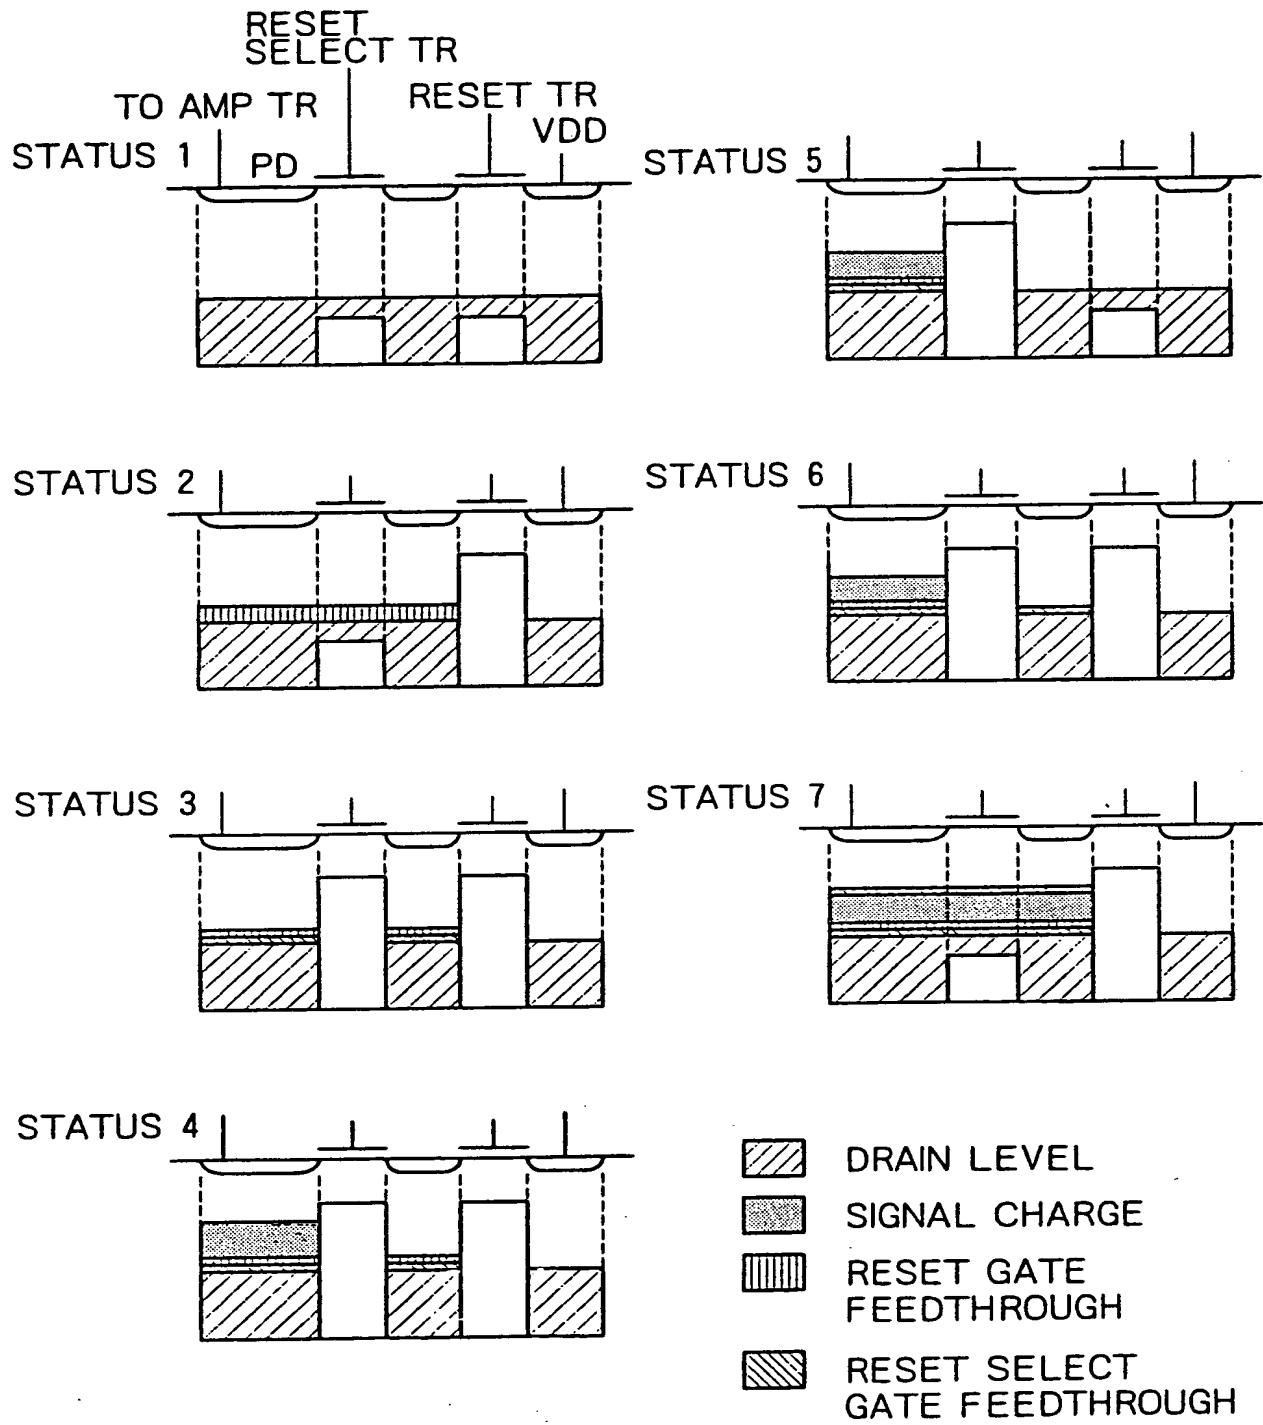 RESET
SELECT TR
TO AMP TR
RESET TR
VDD
STATUS 1
PD
STATUS 2
STATUS 3
STATUS 4
STATUS 5
STATUS 6
STATUS 7
DRAIN LEVEL
SIGNAL CHARGE
RESET GATE
FEEDTHROUGH
RESET SELECT
GATE FEEDTHROUGH